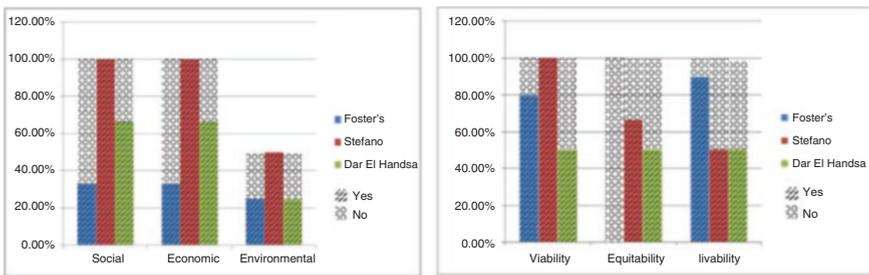 120.00%
100.00%
80.00%
60.00%
40.00%
20.00%
0.00%
Social Economic Environmental
Foster's
Stefano
Dar El Handsa
Yes
No
120.00%
100.00%
80.00%
60.00%
40.00%
20.00%
0.00%
Viability Equitability livability
Foster's
Stefano
Dar El Handsa
Yes
No